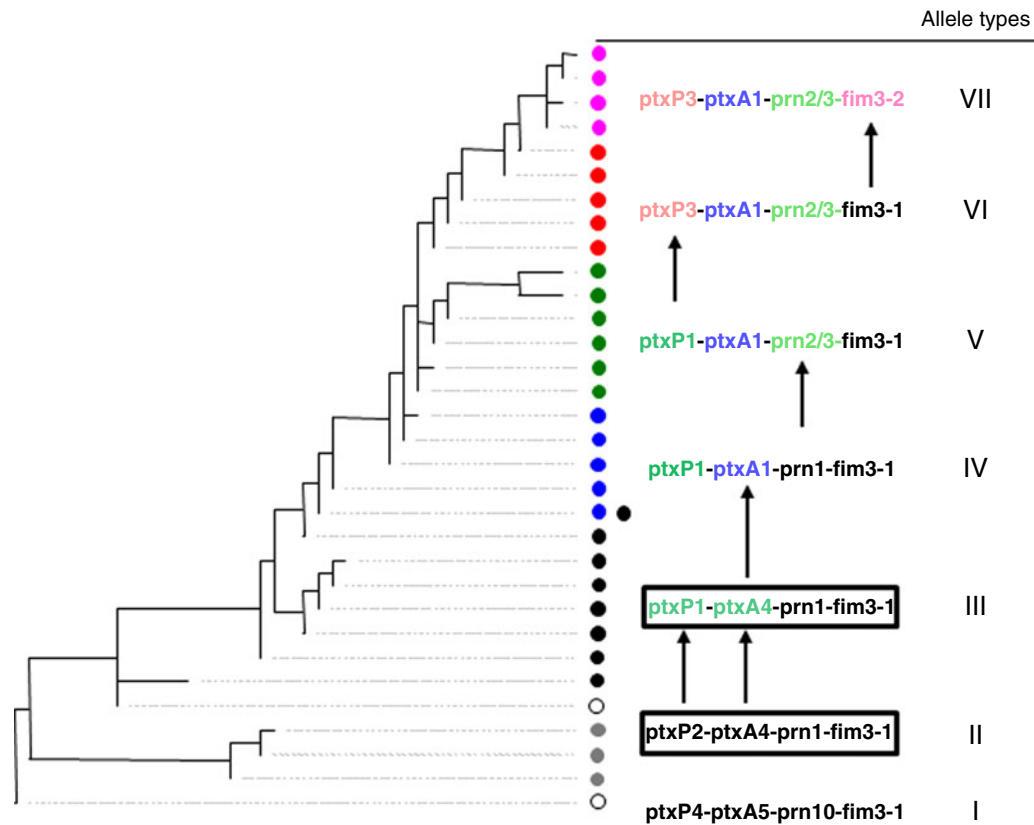 Allele types
ptxP3-ptxA1-prn2/3-fim3-2 VII
ptxP3-ptxA1-prn2/3-fim3-1 VI
ptxP1-ptxA1-prn2/3-fim3-1 V
ptxP1-ptxA1-prn1-fim3-1 IV
ptxP1-ptxA4-prn1-fim3-1 III
ptxP2-ptxA4-prn1-fim3-1 II
ptxP4-ptxA5-prn10-fim3-1 I